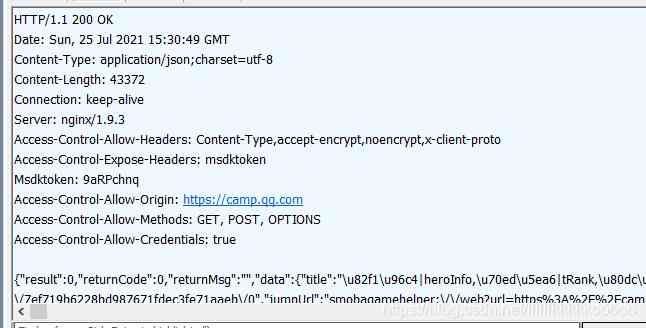 HTTP/1.1 200 OK
Date: Sun, 25 Jul 2021 15:30:49 GMT
Content-Type: application/json;charset=utf-8
Content-Length: 43372
Connection: keep-alive
Server: nginx/1.9.3
Access-Control-Allow-Headers: Content-Type,accept-encrypt,noencrypt,x-client-proto
Access-Control-Expose-Headers: msdktoken
Msdktoken: 9aRPchnq
Access-Control-Allow-Origin: https://camp.qq.com
Access-Control-Allow-Methods: GET, POST, OPTIONS
Access-Control-Allow-Credentials: true
{"result":0,"returnCode":0,"returnMsg":"","data":{"title":"\u82f1\u96c4|heroInfo,\u70ed\u5ea6|tRank,\u80dc\u
\/7ef719b6228bd987671fdec3fe71aaeb\/0","jumpUrl":"smobagamehelper:\/\/web?url=https%3A%2F%2Fcam